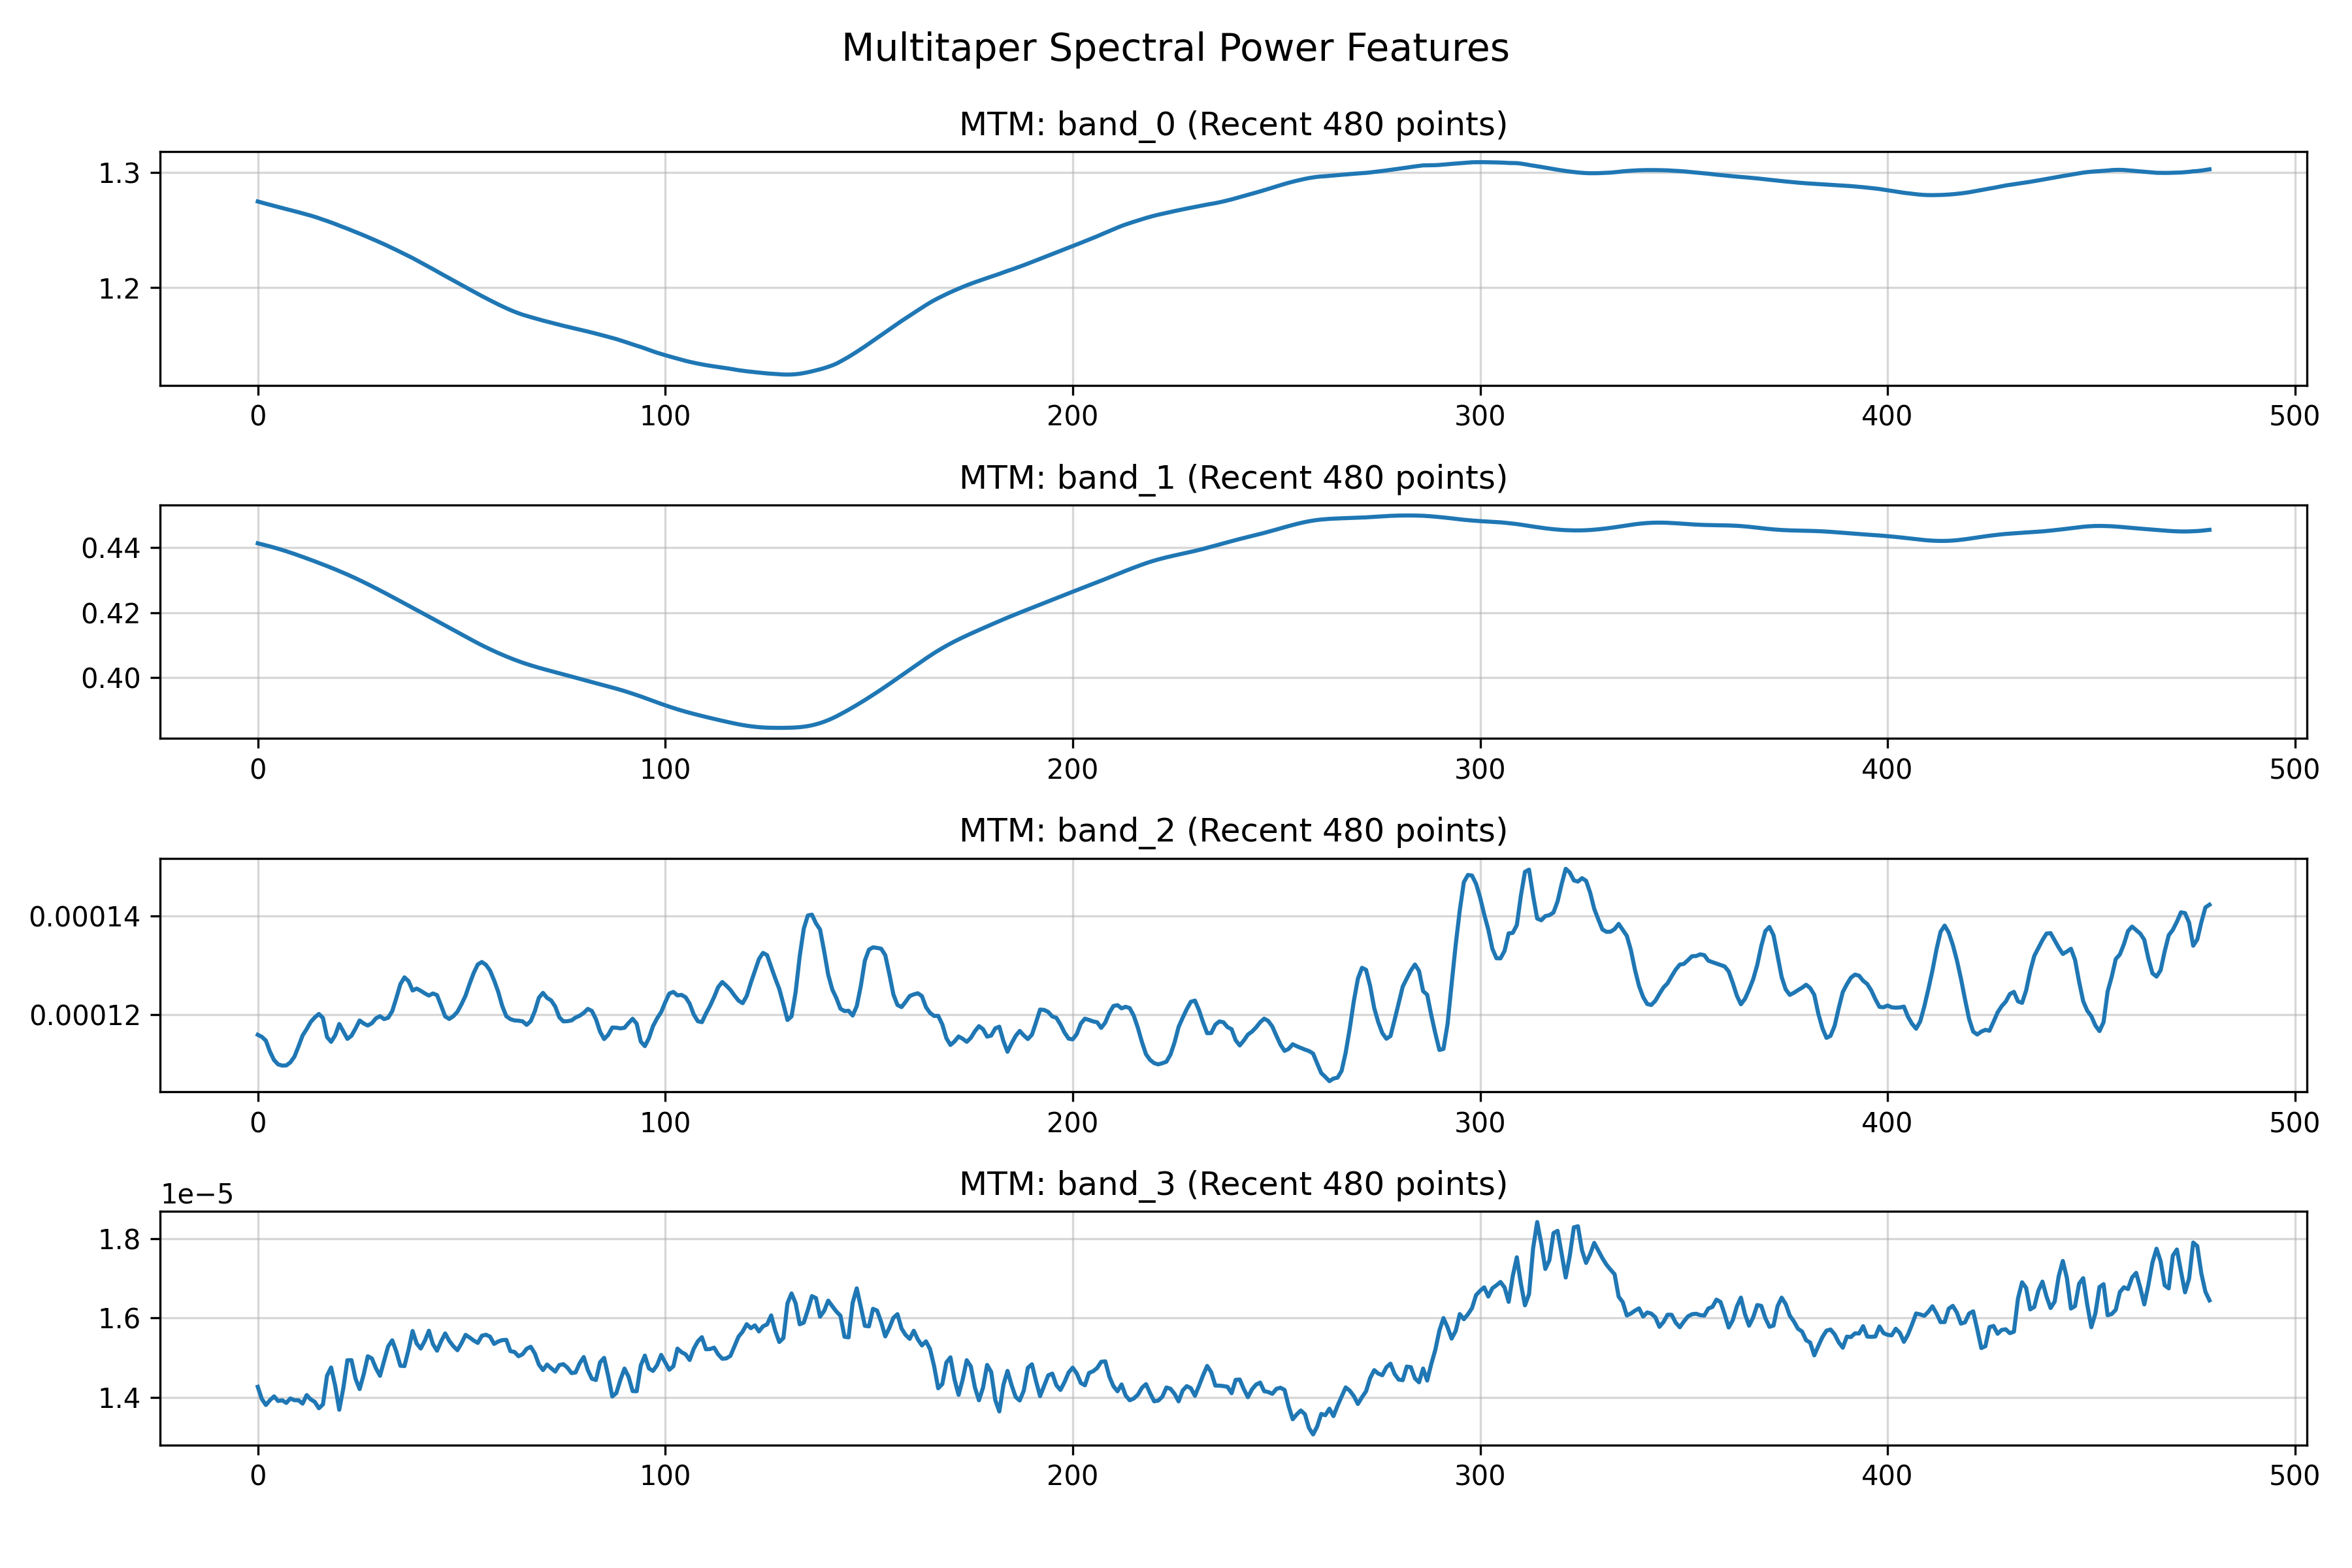 Multitaper Spectral Power Features
MTM: band_0 (Recent 480 points)
1.3
1.2
0 100 200 300 400 500
MTM: band_1 (Recent 480 points)
0.44
0.42
0.40
0 100 200 300 400 500
MTM: band_2 (Recent 480 points)
0.00014
0.00012
0 100 200 300 400 500
MTM: band_3 (Recent 480 points)
1e−5
1.8
1.6
1.4
0 100 200 300 400 500